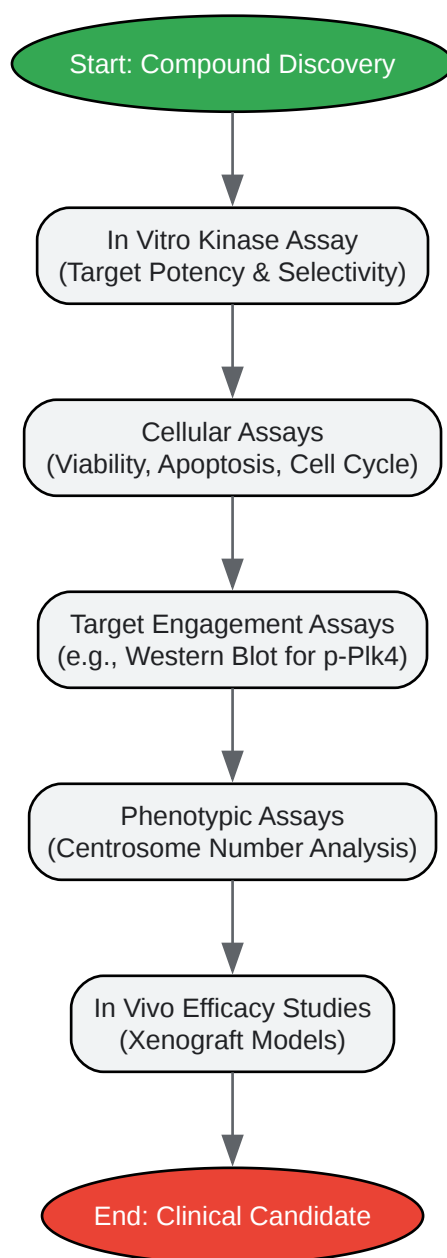 Start: Compound Discovery
In Vitro Kinase Assay
(Target Potency & Selectivity)
Cellular Assays
(Viability, Apoptosis, Cell Cycle)
Target Engagement Assays
(e.g., Western Blot for p-Plk4)
Phenotypic Assays
(Centrosome Number Analysis)
In Vivo Efficacy Studies
(Xenograft Models)
End: Clinical Candidate